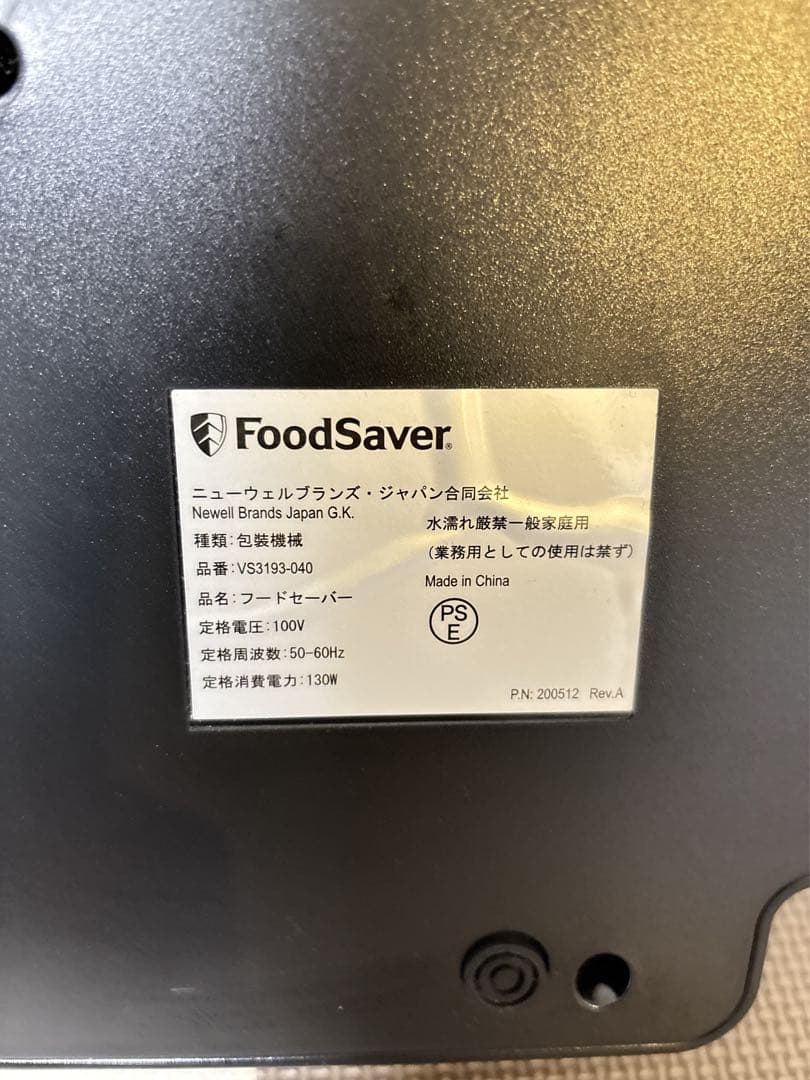 FoodSaver®
ニューウェルブランズ・ジャパン合同会社
Newell Brands Japan G.K.
種類:包装機械
品番:VS3193-040
品名:フードセーバー
定格電圧:100V
定格周波数:50-60Hz
定格消費電力:130W
水濡れ厳禁一般家庭用
(業務用としての使用は禁ず)
Made in China
PS
E
P.N: 200512 Rev.A